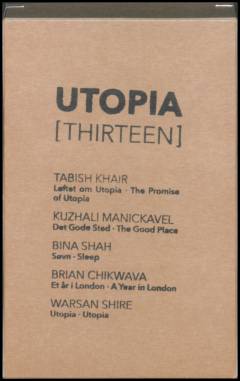 UTOPIA
[THIRTEEN]
TABISH KHAIR
Løftet om Utopia · The Promise
of Utopia
KUZHALI MANICKAVEL
Det Gode Sted · The Good Place
BINA SHAH
Søvn · Sleep
BRIAN CHIKWAVA
Et år i London · A Year in London
WARSAN SHIRE
Utopia · Utopia